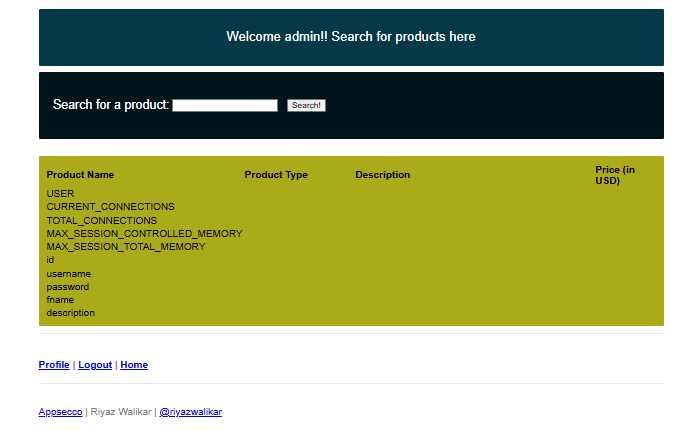 Welcome admin!! Search for products here
Search for a product: Search!
Product Name Product Type Description Price (in USD)
USER
CURRENT_CONNECTIONS
TOTAL_CONNECTIONS
MAX_SESSION_CONTROLLED_MEMORY
MAX_SESSION_TOTAL_MEMORY
id
username
password
fname
description
Profile | Logout | Home
Appsecco | Riyaz Walikar | @riyazwalikar